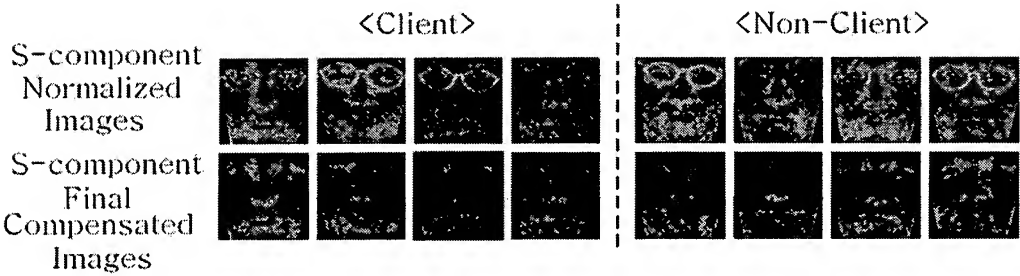 <Client>
<Non-Client>
S-component
Normalized
Images
S-component
Final
Compensated
Images